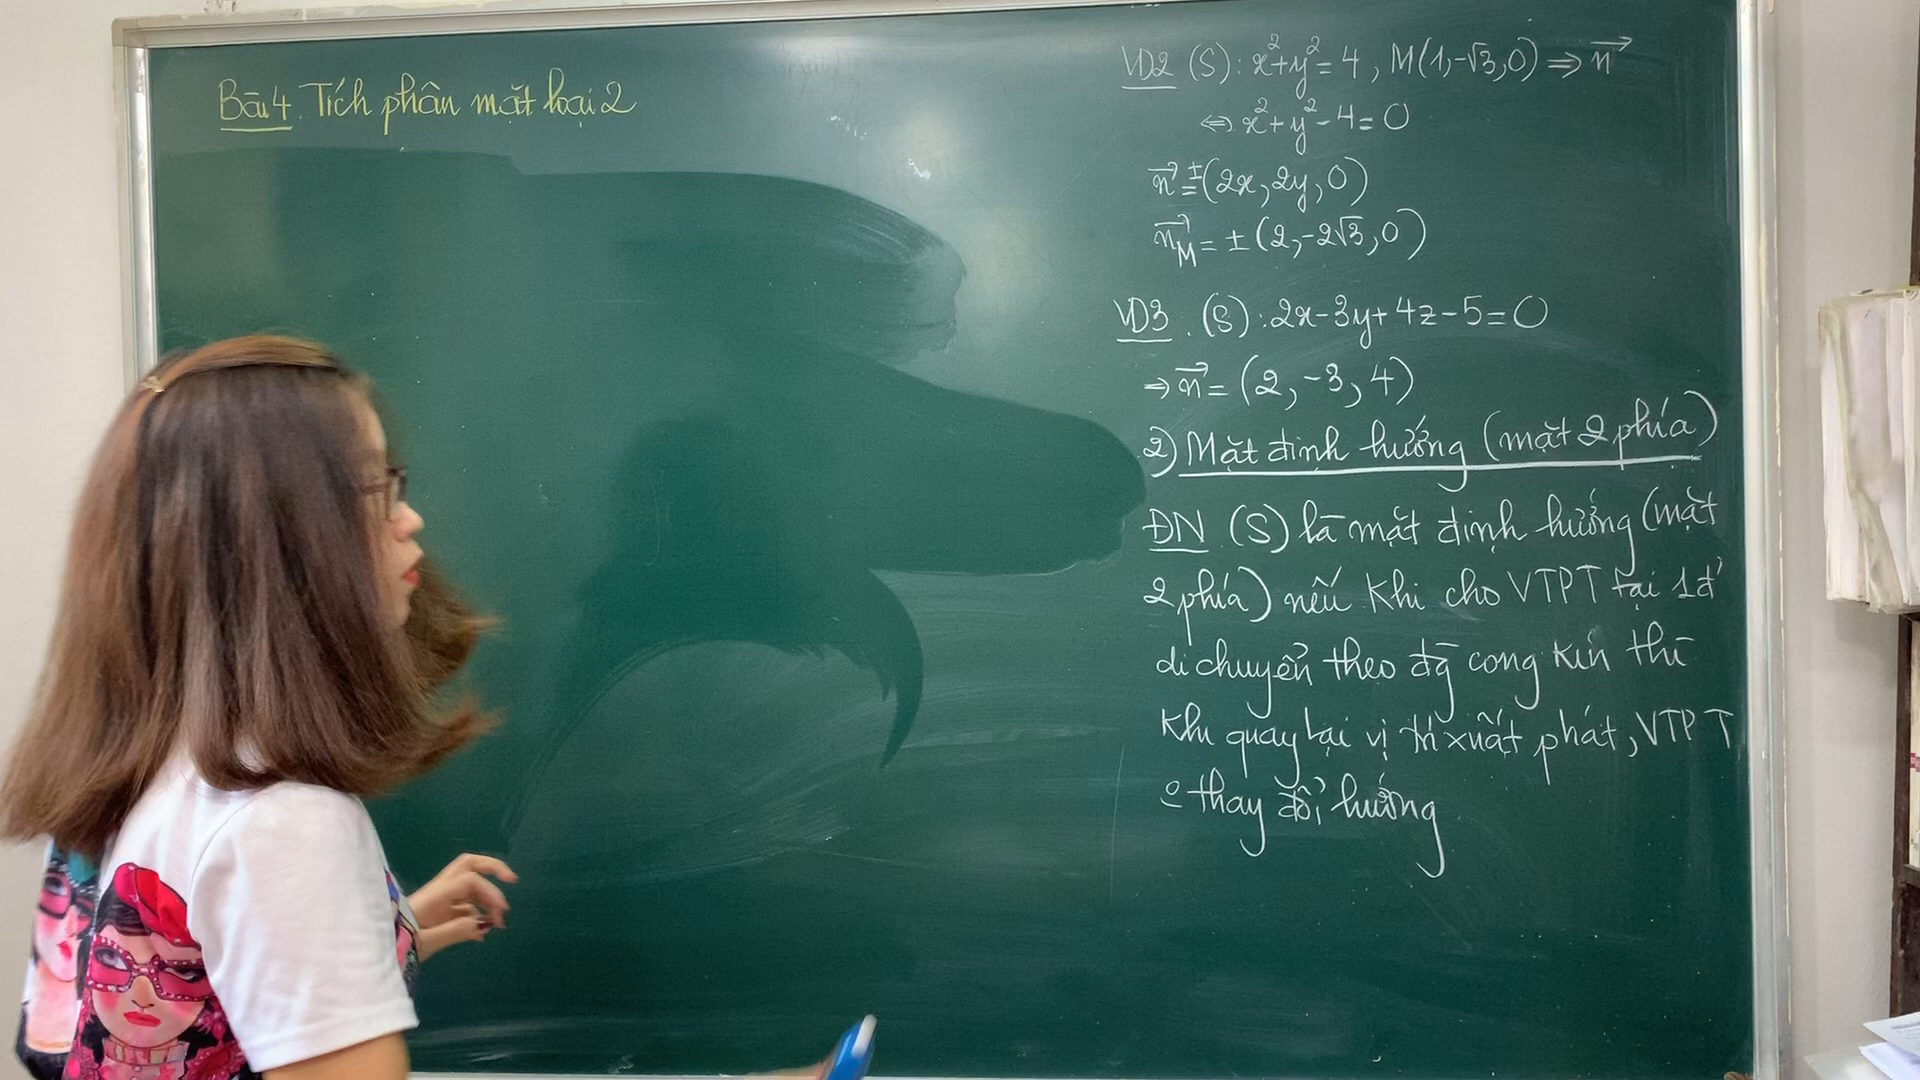 Bài 4. Tích phân mặt loại 2
VD2 (S): x²+y²=4, M(1,-√3,0) ⇒ n⃗
⇔ x²+y²-4=0
n⃗ = ±(2x, 2y, 0)
n⃗_M = ±(2,-2√3,0)
VD3. (S): 2x-3y+4z-5=0
⇒ n⃗ = (2,-3,4)
2) Mặt định hướng (mặt 2 phía)
ĐN (S) là mặt định hướng (mặt
2 phía) nếu khi cho VTPT tại 1đ'
di chuyển theo đg cong kín thì
khi quay lại vị trí xuất phát, VTPT
o thay đổi hướng